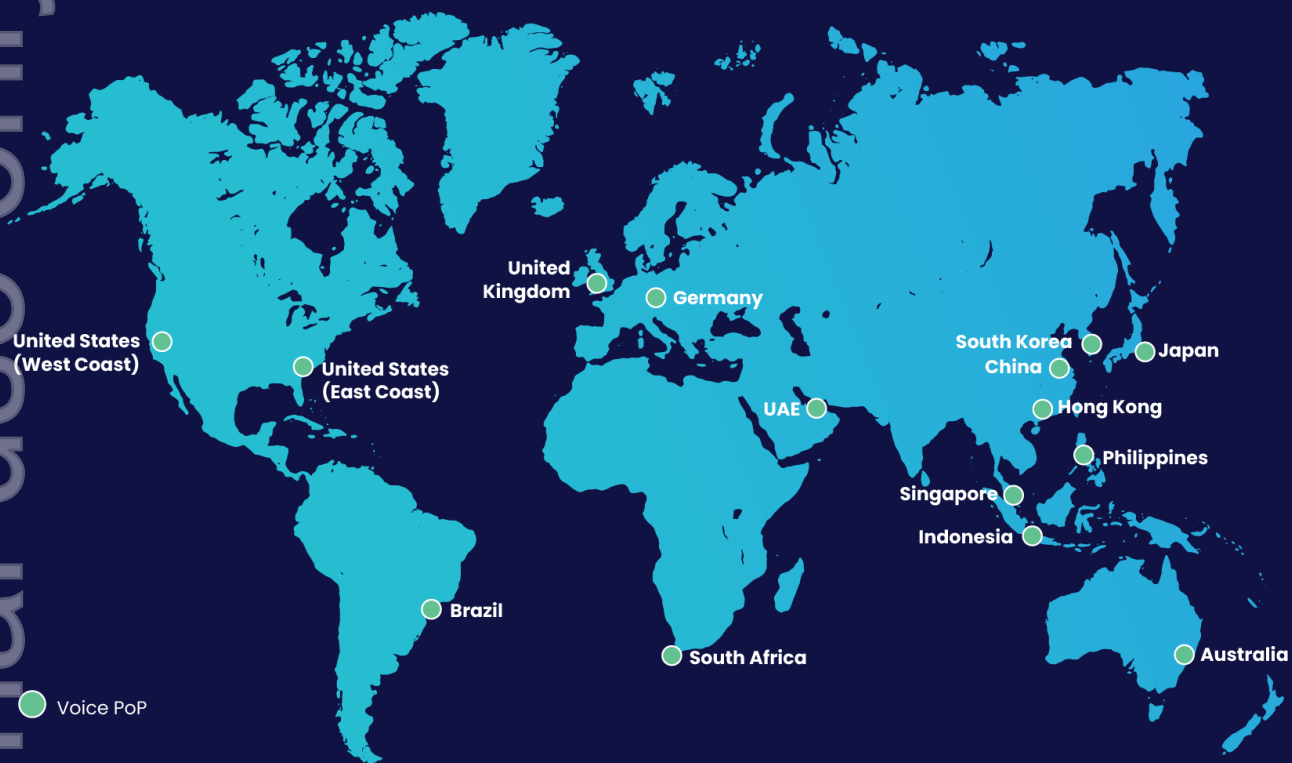 United
Kingdom
Germany
United States
(West Coast)
United States
(East Coast)
South Korea
Japan
China
UAE
Hong Kong
Philippines
Singapore
Indonesia
Brazil
South Africa
Australia
Voice PoP